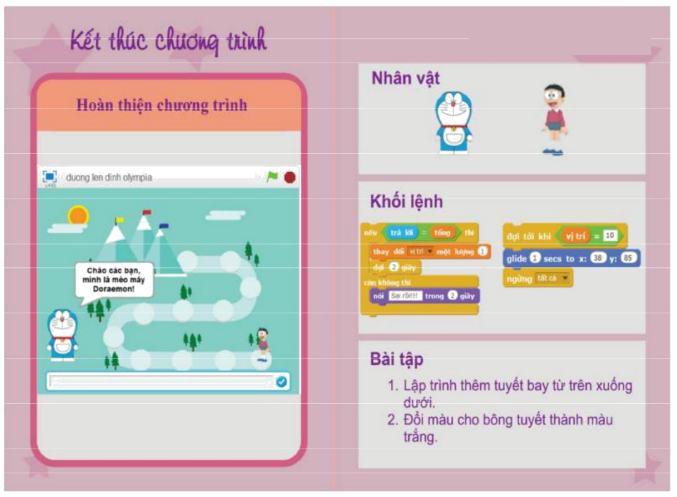 Kết thúc chương trình
Hoàn thiện chương trình
duong len dinh olympia
Chào các bạn,
mình là mèo máy
Doraemon!
Nhân vật
Khối lệnh
nếu trả lời = tổng thì
thay đổi vị trí một lượng 1
đợi 2 giây
còn không thì
nói Sai rồi!!! trong 2 giây
đợi tới khi vị trí = 10
glide 1 secs to x: 38 y: 85
ngừng tất cả
Bài tập
1. Lập trình thêm tuyết bay từ trên xuống
dưới.
2. Đổi màu cho bông tuyết thành màu
trắng.